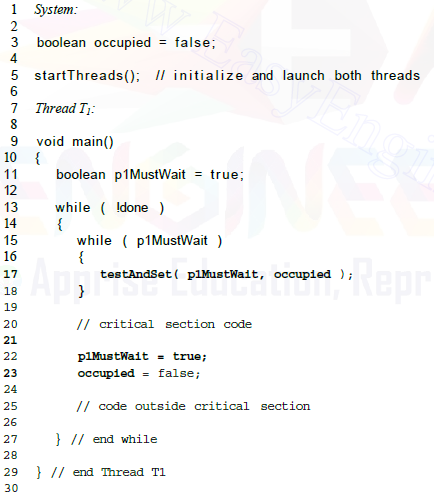 1 System:
2
3 boolean occupied = false;
4
5 startThreads(); // initialize and launch both threads
6
7 Thread T1:
8
9 void main()
10 {
11 boolean p1MustWait = true;
12
13 while ( !done )
14 {
15 while ( p1MustWait )
16 {
17 testAndSet( p1MustWait, occupied );
18 }
19
20 // critical section code
21
22 p1MustWait = true;
23 occupied = false;
24
25 // code outside critical section
26
27 } // end while
28
29 } // end Thread T1
30